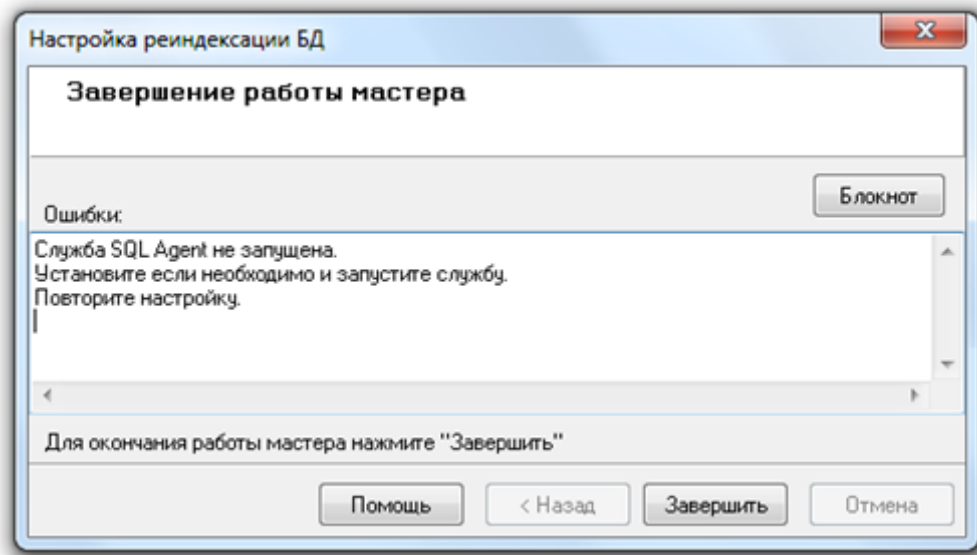 Настройка реиндексации БД
Завершение работы мастера
Блокнот
Ошибки:
Служба SQL Agent не запущена.
Установите если необходимо и запустите службу.
Повторите настройку.
Для окончания работы мастера нажмите "Завершить"
Помощь
< Назад
Завершить
Отмена